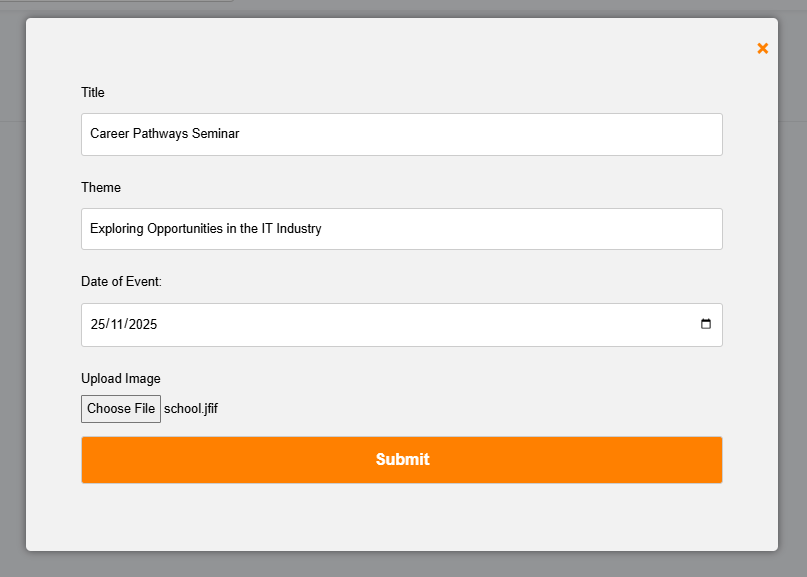 ×
Title
Career Pathways Seminar
Theme
Exploring Opportunities in the IT Industry
Date of Event:
25/11/2025
Upload Image
Choose File school.jfif
Submit